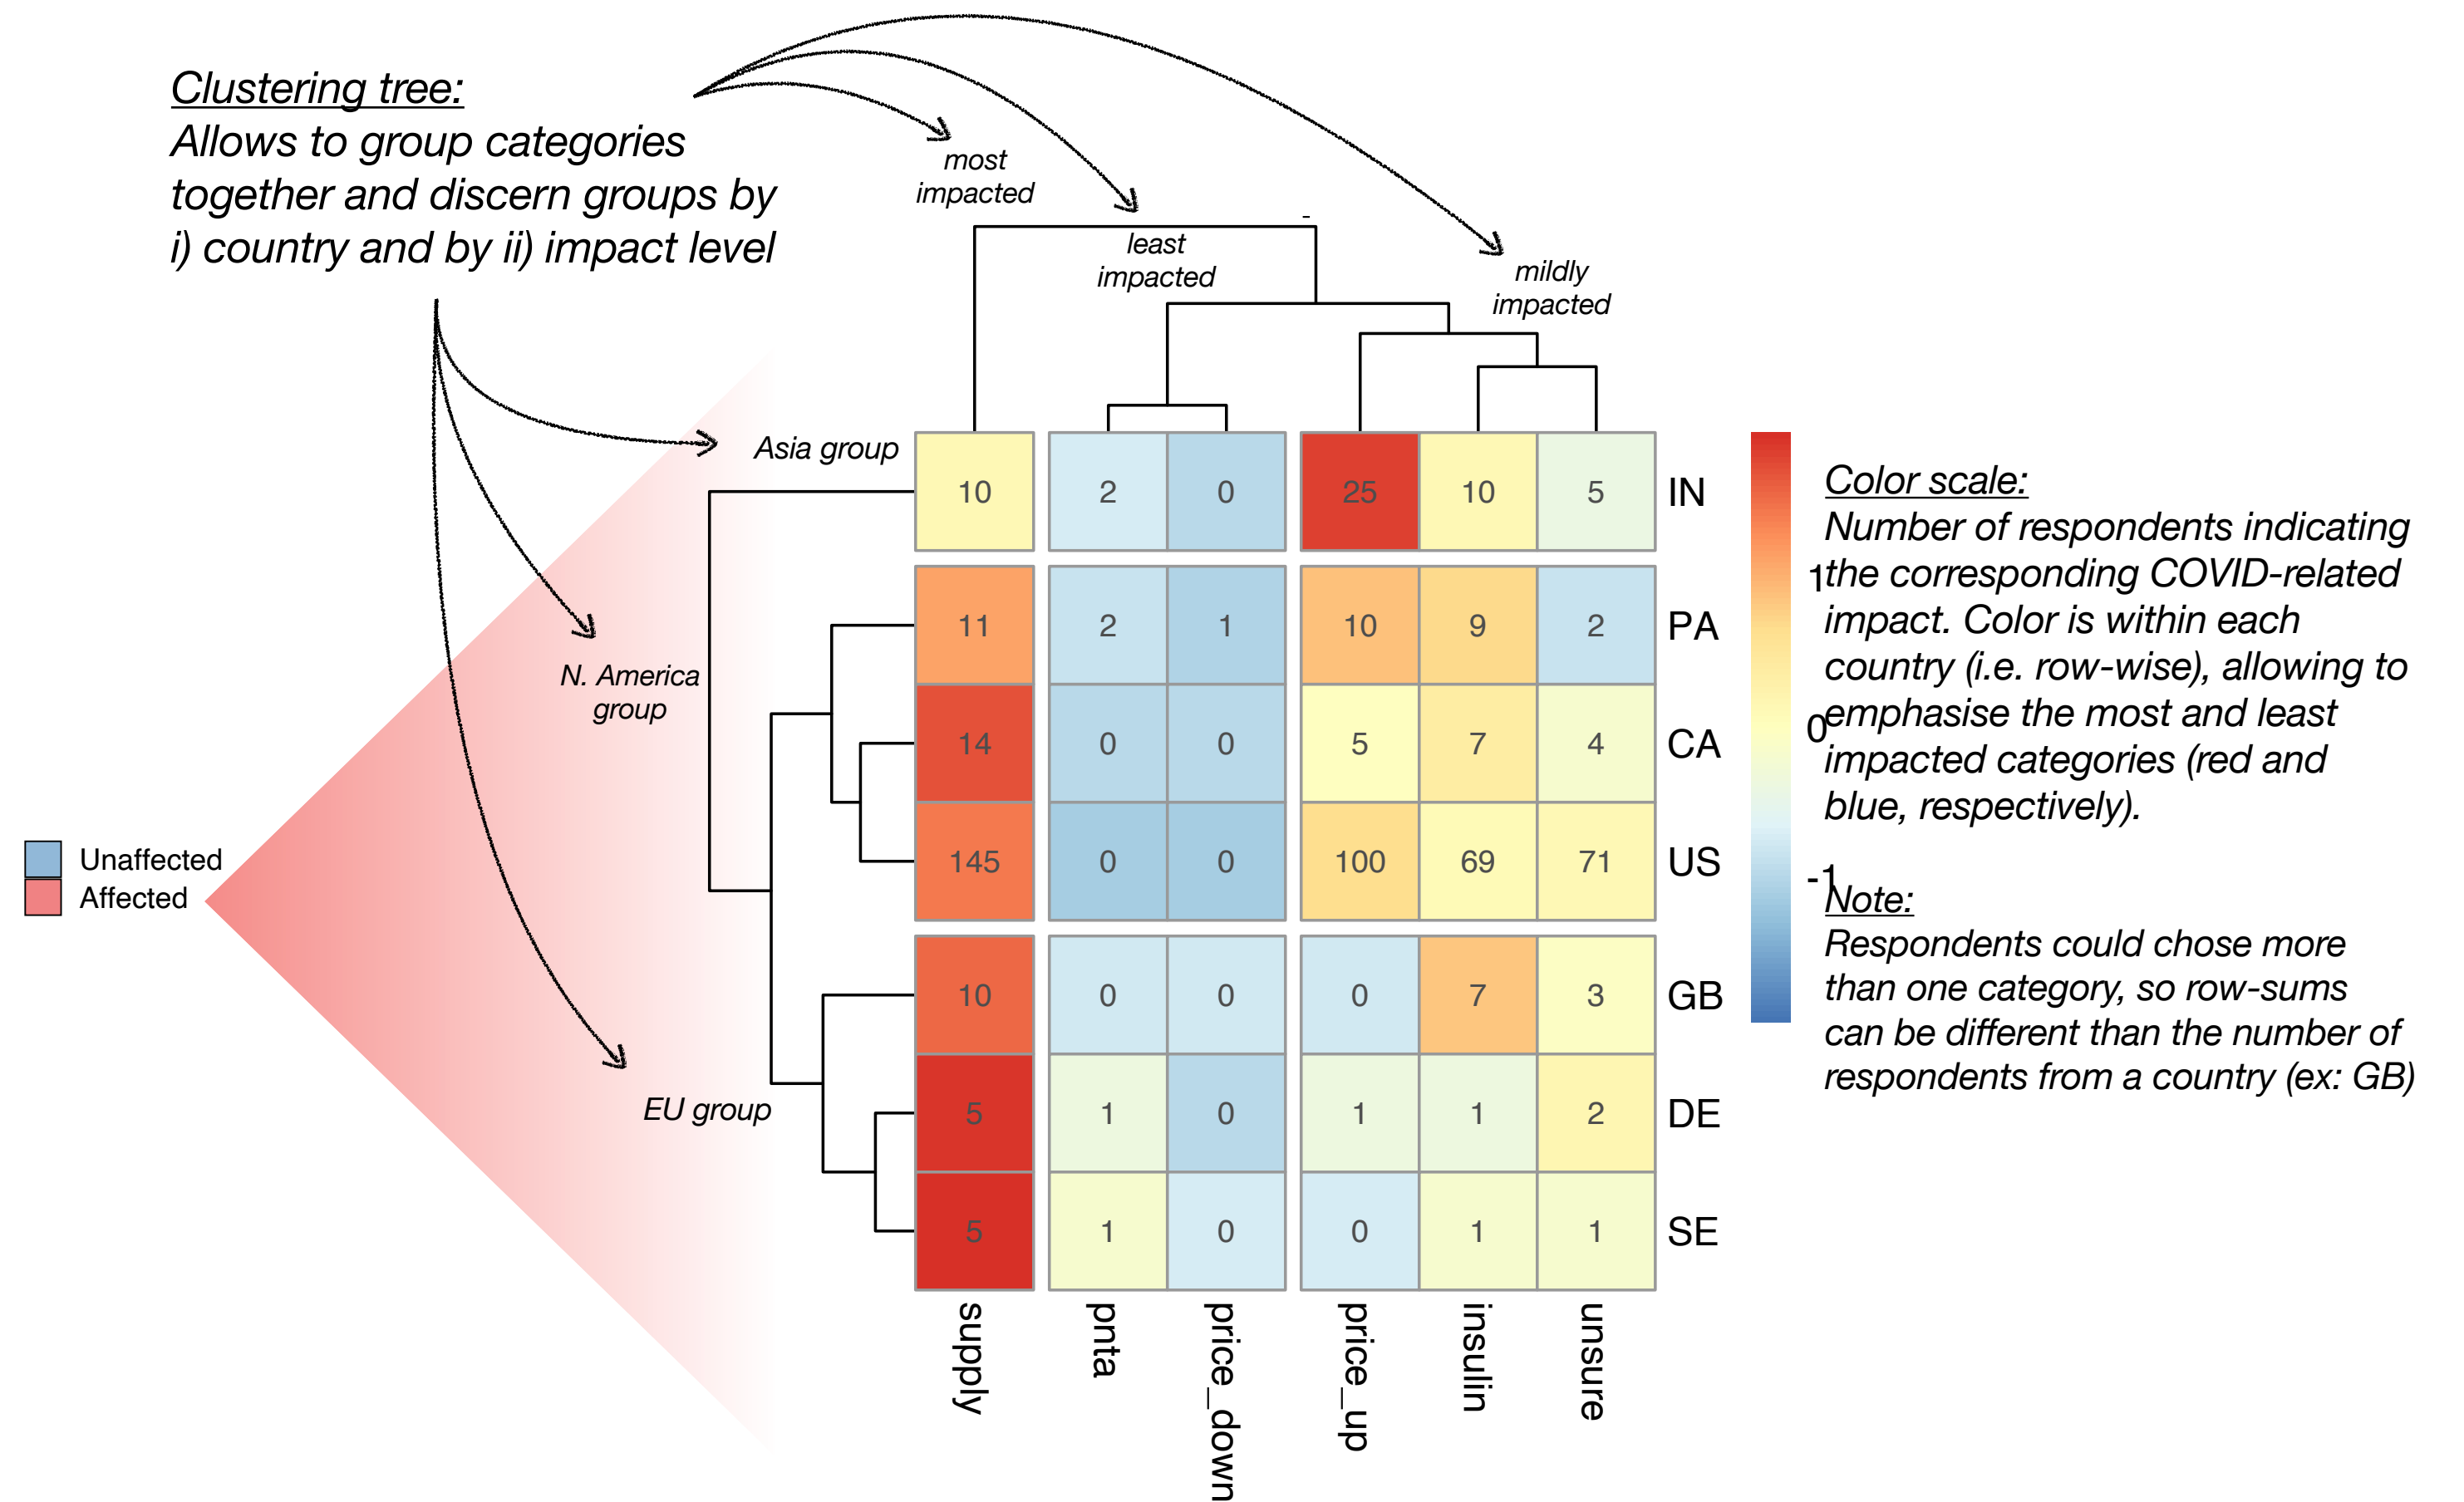 Clustering tree:
Allows to group categories
together and discern groups by
i) country and by ii) impact level
most
impacted
least
impacted
mildly
impacted
Asia group
N. America
group
EU group
Unaffected
Affected
10 2 0 25 10 5 IN
11 2 1 10 9 2 PA
14 0 0 5 7 4 CA
145 0 0 100 69 71 US
10 0 0 0 7 3 GB
5 1 0 1 1 2 DE
5 1 0 0 1 1 SE
supply
pnta
price_down
price_up
insulin
unsure
1
0
-1
Color scale:
Number of respondents indicating
the corresponding COVID-related
impact. Color is within each
country (i.e. row-wise), allowing to
emphasise the most and least
impacted categories (red and
blue, respectively).
Note:
Respondents could chose more
than one category, so row-sums
can be different than the number of
respondents from a country (ex: GB)